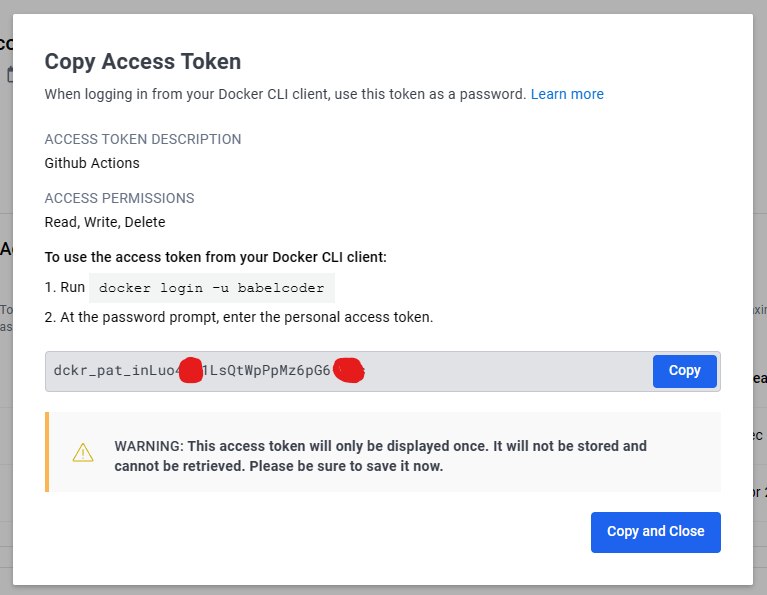 Copy Access Token
When logging in from your Docker CLI client, use this token as a password. Learn more
ACCESS TOKEN DESCRIPTION
Github Actions
ACCESS PERMISSIONS
Read, Write, Delete
To use the access token from your Docker CLI client:
1. Run docker login -u babelcoder
2. At the password prompt, enter the personal access token.
dckr_pat_inLuo 1LsQtWpPpMz6pG6
Copy
WARNING: This access token will only be displayed once. It will not be stored and
cannot be retrieved. Please be sure to save it now.
Copy and Close